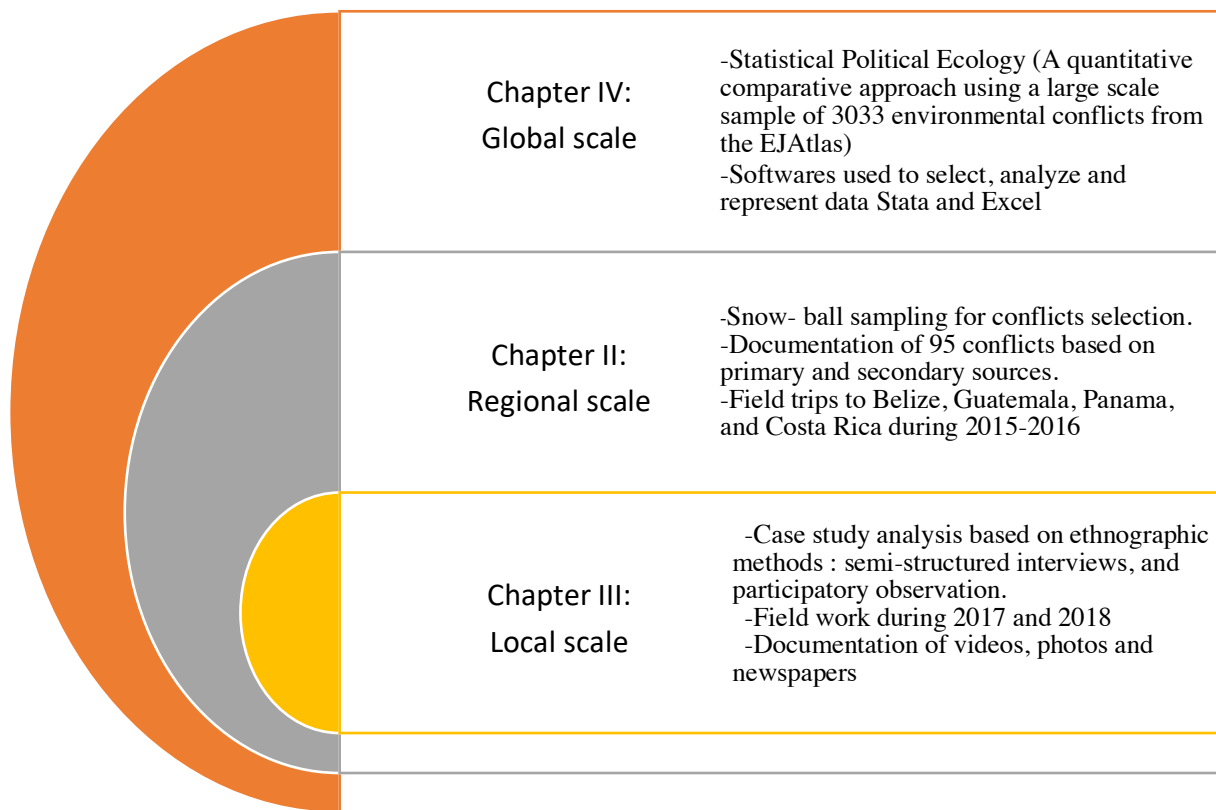 Chapter IV:
Global scale
-Statistical Political Ecology (A quantitative
comparative approach using a large scale
sample of 3033 environmental conflicts from
the EJAtlas)
-Softwares used to select, analyze and
represent data Stata and Excel
Chapter II:
Regional scale
-Snow- ball sampling for conflicts selection.
-Documentation of 95 conflicts based on
primary and secondary sources.
-Field trips to Belize, Guatemala, Panama,
and Costa Rica during 2015-2016
Chapter III:
Local scale
-Case study analysis based on ethnographic
methods : semi-structured interviews, and
participatory observation.
-Field work during 2017 and 2018
-Documentation of videos, photos and
newspapers